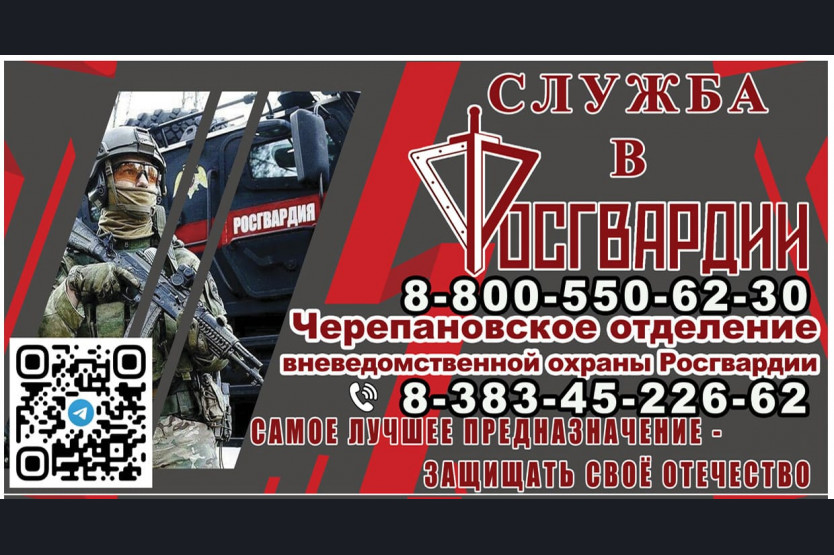 СЛУЖБА
В
РОСГВАРДИИ
РОСГВАРДИЯ
8-800-550-62-30
Черепановское отделение
вневедомственной охраны Росгвардии
8-383-45-226-62
САМОЕ ЛУЧШЕЕ ПРЕДНАЗНАЧЕНИЕ -
ЗАЩИЩАТЬ СВОЁ ОТЕЧЕСТВО